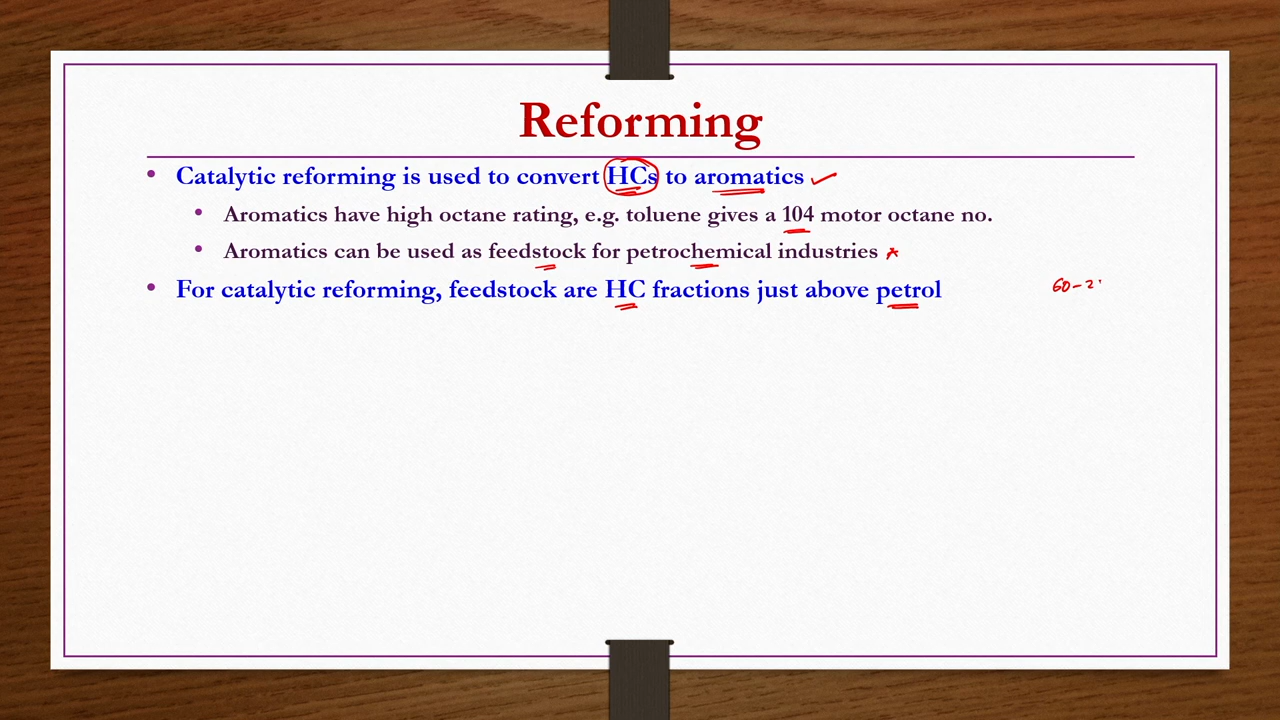 Reforming
• Catalytic reforming is used to convert HCs to aromatics
• Aromatics have high octane rating, e.g. toluene gives a 104 motor octane no.
• Aromatics can be used as feedstock for petrochemical industries
• For catalytic reforming, feedstock are HC fractions just above petrol